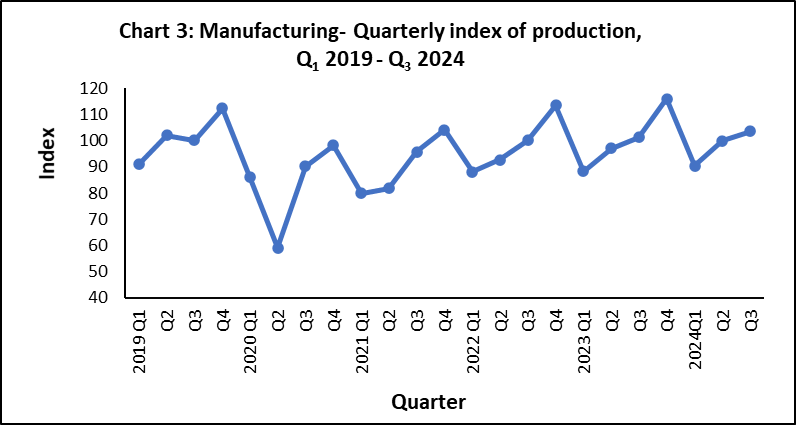 Chart 3: Manufacturing- Quarterly index of production,
Q1 2019 - Q3 2024
Index
120
110
100
90
80
70
60
50
40
2019 Q1
Q2
Q3
Q4
2020 Q1
Q2
Q3
Q4
2021 Q1
Q2
Q3
Q4
2022 Q1
Q2
Q3
Q4
2023 Q1
Q2
Q3
Q4
2024Q1
Q2
Q3
Quarter